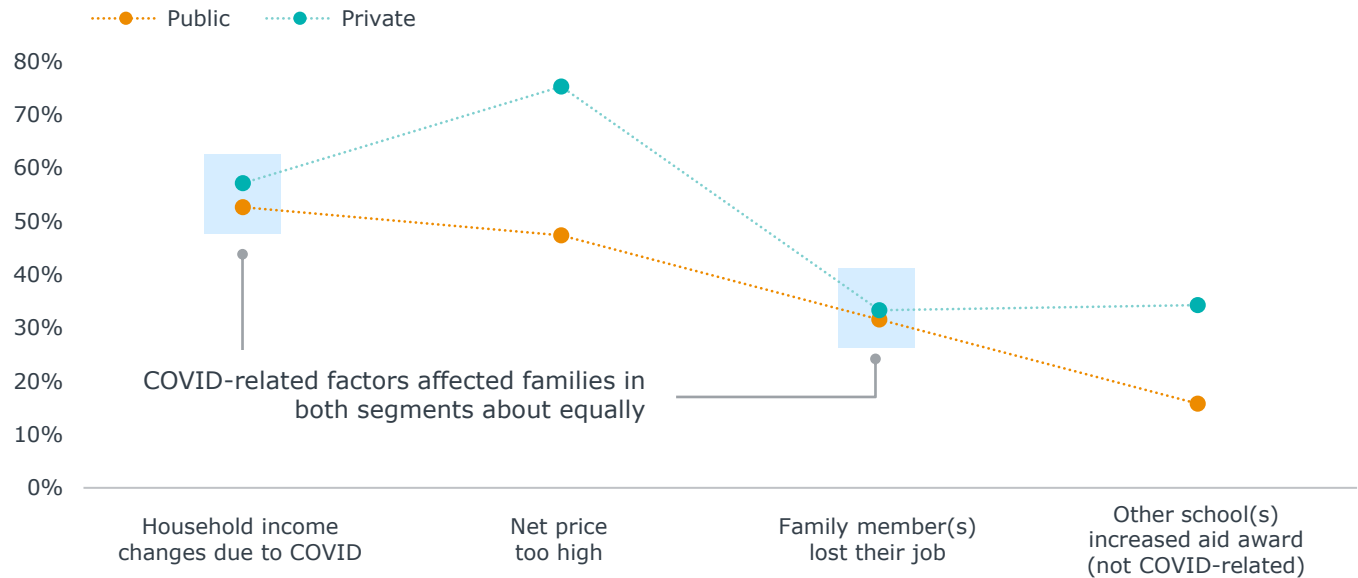 Public
Private
80%
70%
60%
50%
40%
30%
20%
10%
0%
COVID-related factors affected families in
both segments about equally
Household income
changes due to COVID
Net price
too high
Family member(s)
lost their job
Other school(s)
increased aid award
(not COVID-related)